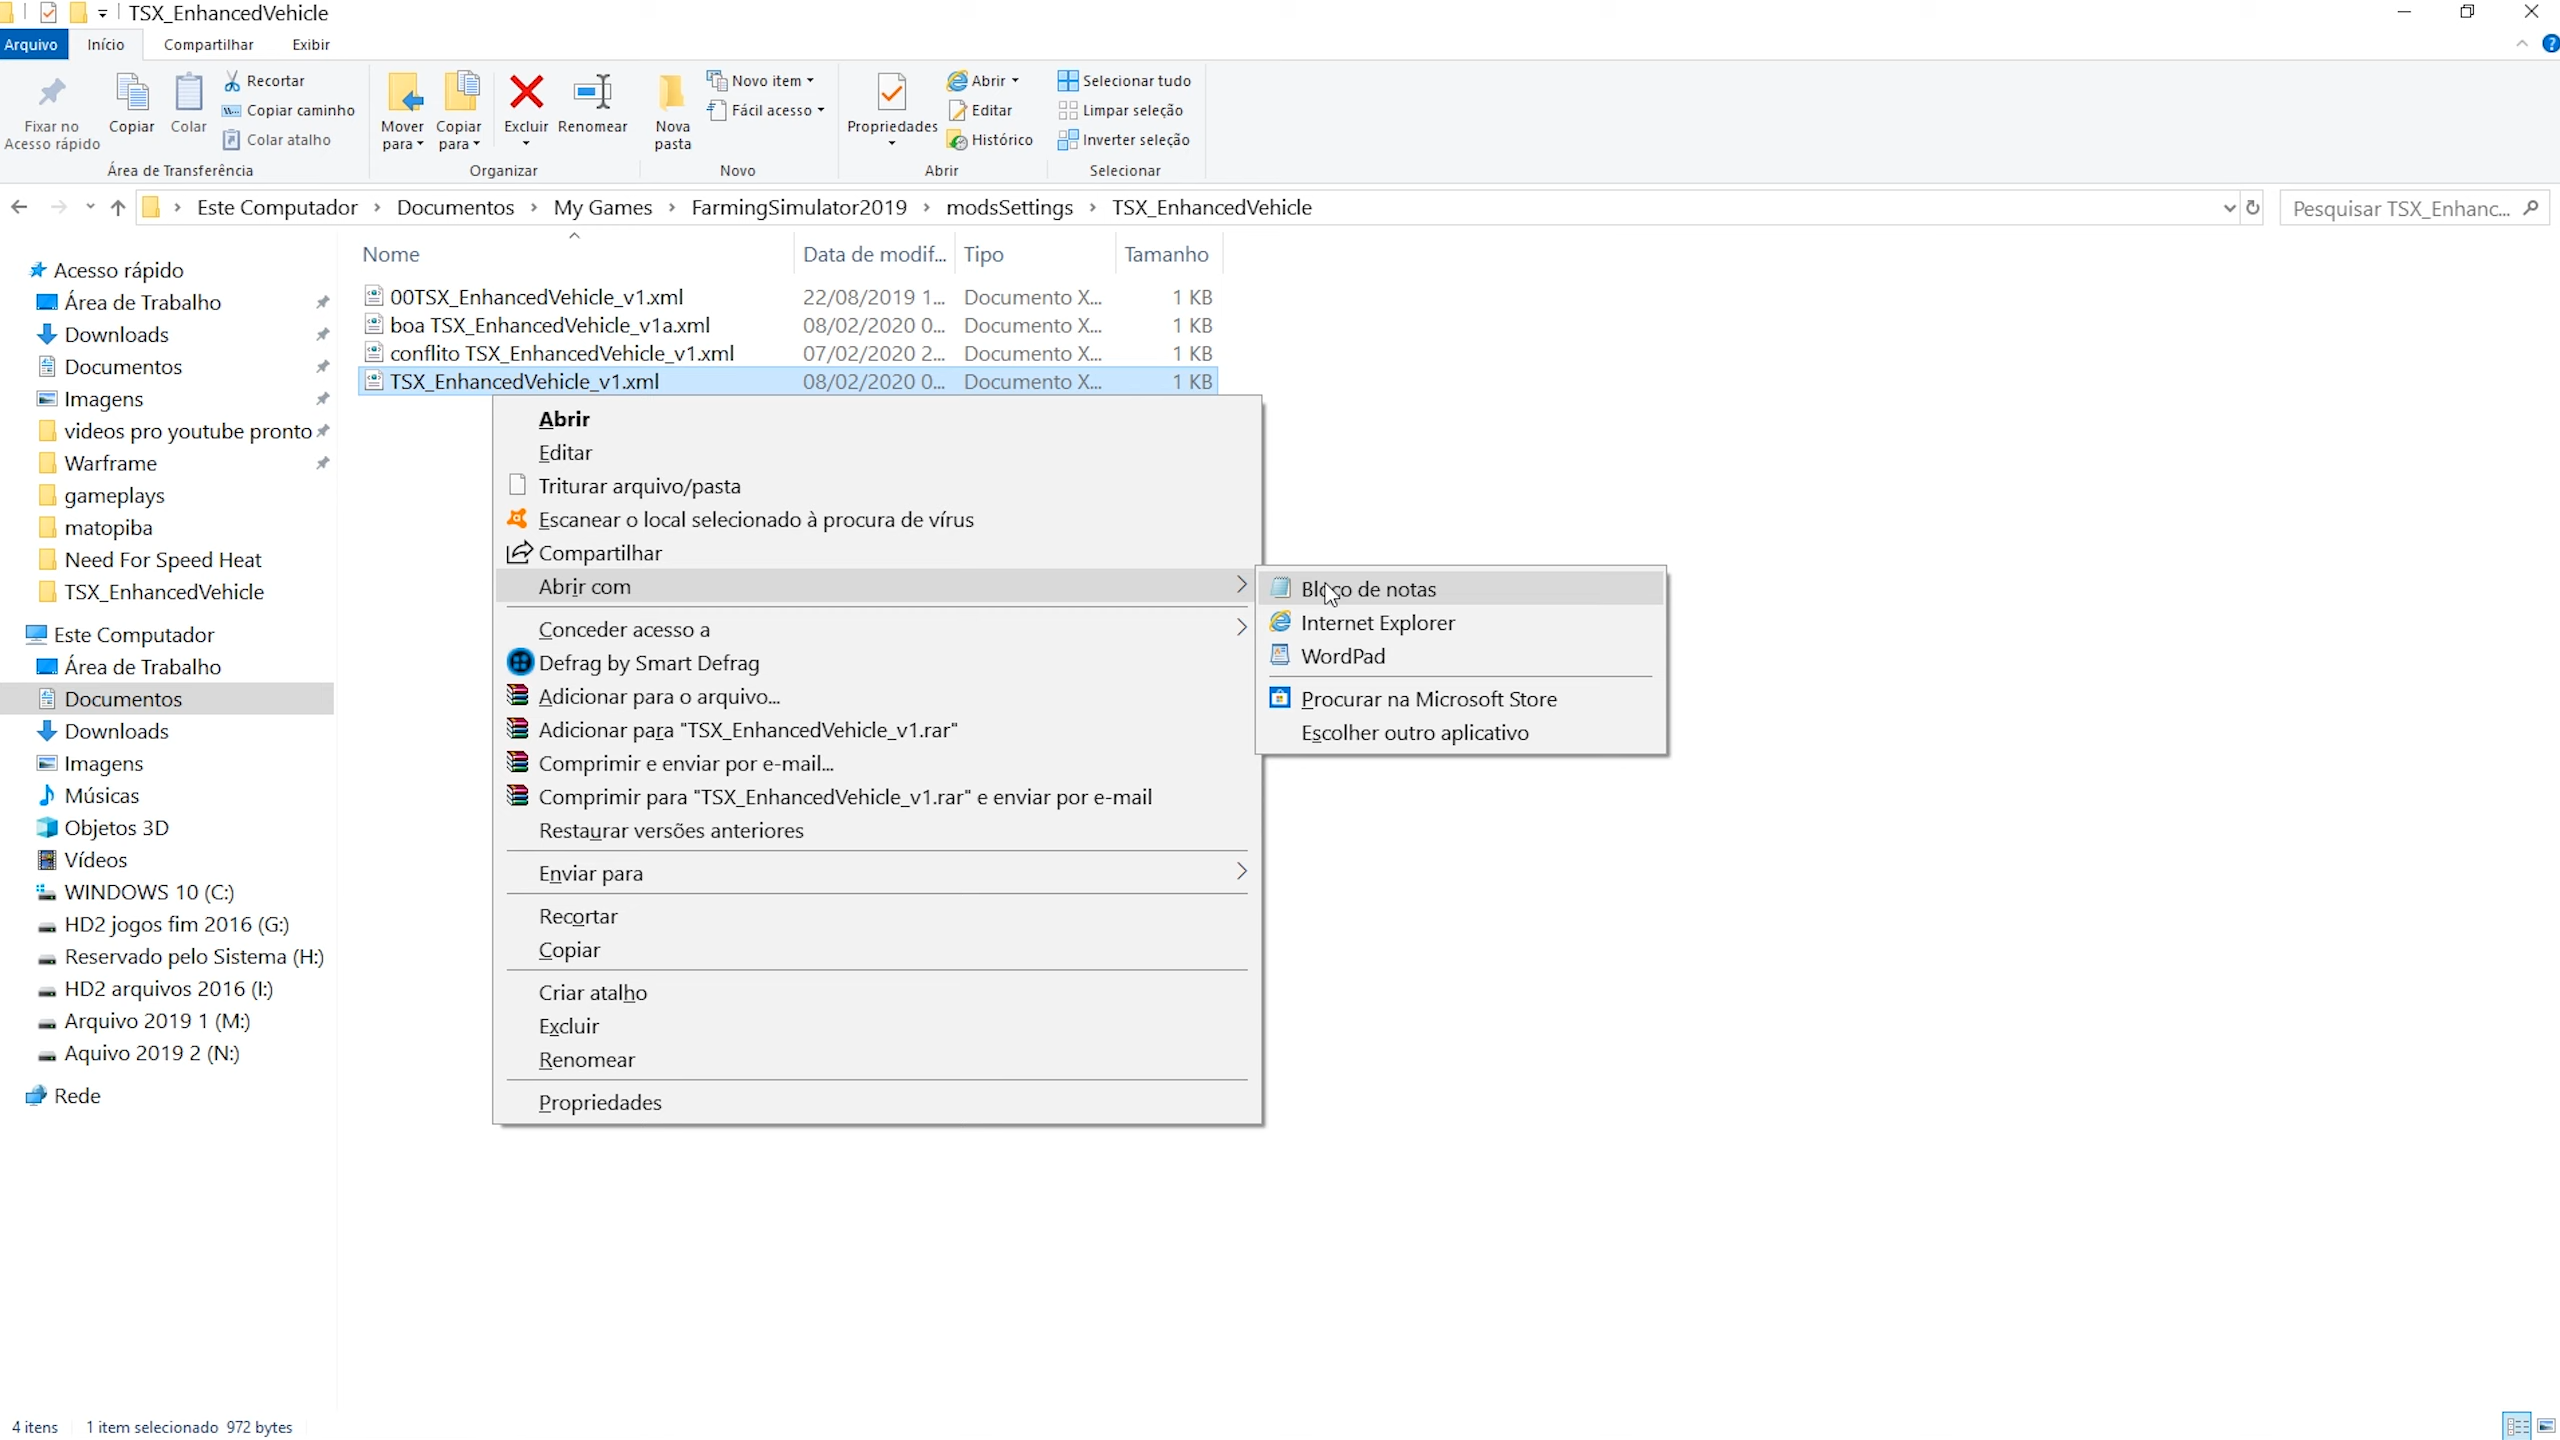 TSX_EnhancedVehicle
Arquivo Início Compartilhar Exibir
Fixar no
Acesso rápido
Copiar
Colar
Recortar
Copiar caminho
Colar atalho
Área de Transferência
Mover
para
Copiar
para
Excluir
Renomear
Organizar
Nova
pasta
Novo item
Fácil acesso
Novo
Propriedades
Abrir
Editar
Histórico
Abrir
Selecionar tudo
Limpar seleção
Inverter seleção
Selecionar
Este Computador > Documentos > My Games > FarmingSimulator2019 > modsSettings > TSX_EnhancedVehicle
Pesquisar TSX_Enhanc...
Nome Data de modif... Tipo Tamanho
00TSX_EnhancedVehicle_v1.xml 22/08/2019 1... Documento X... 1 KB
boa TSX_EnhancedVehicle_v1a.xml 08/02/2020 0... Documento X... 1 KB
conflito TSX_EnhancedVehicle_v1.xml 07/02/2020 2... Documento X... 1 KB
TSX_EnhancedVehicle_v1.xml 08/02/2020 0... Documento X... 1 KB
Acesso rápido
Área de Trabalho
Downloads
Documentos
Imagens
videos pro youtube pronto
Warframe
gameplays
matopiba
Need For Speed Heat
TSX_EnhancedVehicle
Este Computador
Área de Trabalho
Documentos
Downloads
Imagens
Músicas
Objetos 3D
Vídeos
WINDOWS 10 (C:)
HD2 jogos fim 2016 (G:)
Reservado pelo Sistema (H:)
HD2 arquivos 2016 (I:)
Arquivo 2019 1 (M:)
Aquivo 2019 2 (N:)
Rede
Abrir
Editar
Triturar arquivo/pasta
Escanear o local selecionado à procura de vírus
Compartilhar
Abrir com
Conceder acesso a
Defrag by Smart Defrag
Adicionar para o arquivo...
Adicionar para "TSX_EnhancedVehicle_v1.rar"
Comprimir e enviar por e-mail...
Comprimir para "TSX_EnhancedVehicle_v1.rar" e enviar por e-mail
Restaurar versões anteriores
Enviar para
Recortar
Copiar
Criar atalho
Excluir
Renomear
Propriedades
Bloco de notas
Internet Explorer
WordPad
Procurar na Microsoft Store
Escolher outro aplicativo
4 itens 1 item selecionado 972 bytes